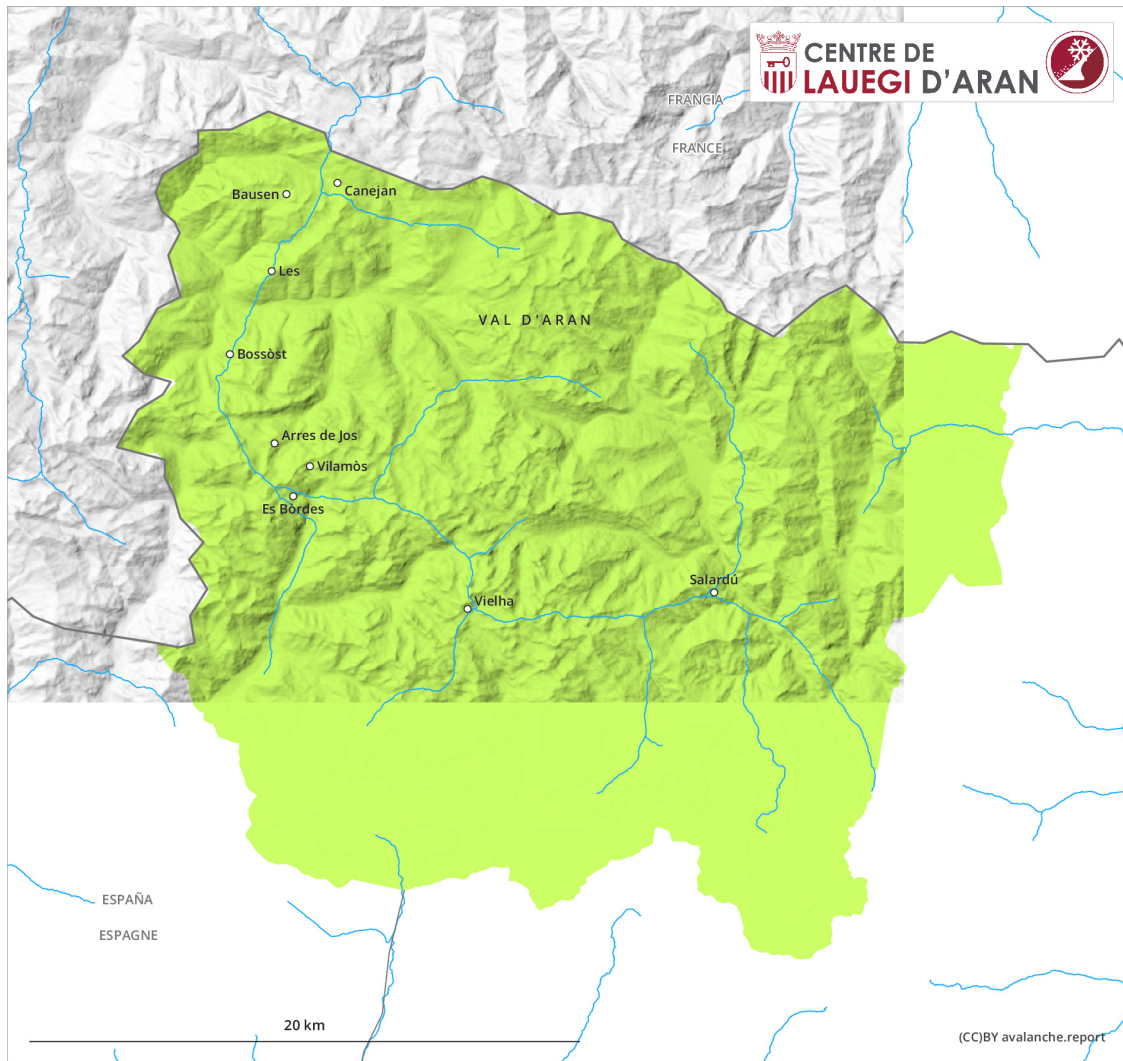 CENTRE DE
LAUEGI D'ARAN
FRANCIA
FRANCE
Bausen
Canejan
Les
VAL D'ARAN
Bossòst
Arres de Jos
Vilamòs
Es Bòrdes
Salardú
Vielha
ESPAÑA
ESPAGNE
20 km
(CC)BY avalanche.report